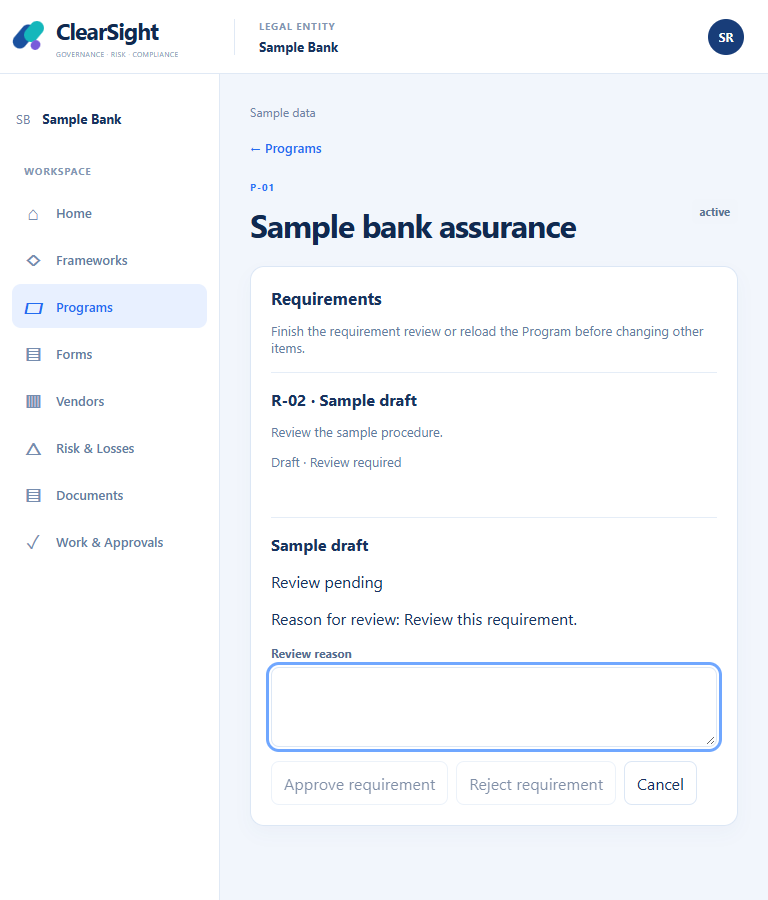 ClearSight
GOVERNANCE · RISK · COMPLIANCE
LEGAL ENTITY
Sample Bank
SR
SB Sample Bank
WORKSPACE
Home
Frameworks
Programs
Forms
Vendors
Risk & Losses
Documents
Work & Approvals
Sample data
← Programs
P-01
Sample bank assurance
active
Requirements
Finish the requirement review or reload the Program before changing other
items.
R-02 · Sample draft
Review the sample procedure.
Draft · Review required
Sample draft
Review pending
Reason for review: Review this requirement.
Review reason
Approve requirement
Reject requirement
Cancel